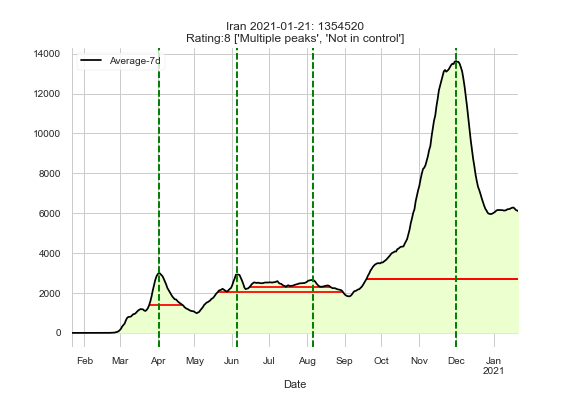 Iran 2021-01-21: 1354520
Rating:8 ['Multiple peaks', 'Not in control']
Average-7d
14000
12000
10000
8000
6000
4000
2000
0
Feb Mar Apr May Jun Jul Aug Sep Oct Nov Dec Jan
2021
Date